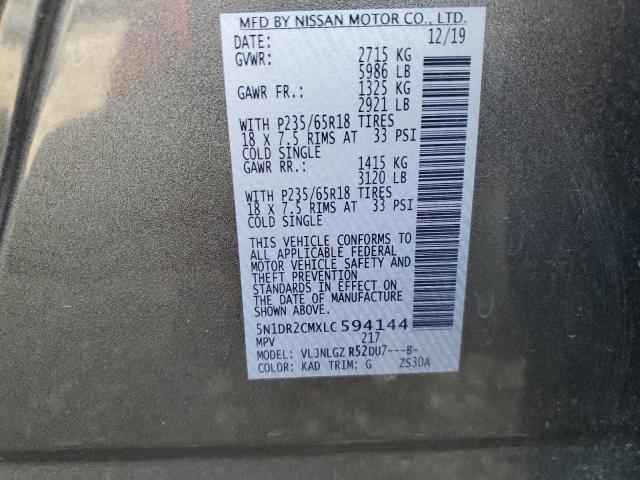 MFD BY NISSAN MOTOR CO., LTD.
DATE: 12/19
GVWR: 2715 KG
5986 LB
GAWR FR.: 1325 KG
2921 LB
WITH P235/65R18 TIRES
18 X 7.5 RIMS AT 33 PSI
COLD SINGLE
GAWR RR.: 1415 KG
3120 LB
WITH P235/65R18 TIRES
18 X 7.5 RIMS AT 33 PSI
COLD SINGLE
THIS VEHICLE CONFORMS TO
ALL APPLICABLE FEDERAL
MOTOR VEHICLE SAFETY AND
THEFT PREVENTION
STANDARDS IN EFFECT ON
THE DATE OF MANUFACTURE
SHOWN ABOVE.
5N1DR2CMXLC594144
MPV 217
MODEL: VLJNLGZ R52DU7---B-
COLOR: KAD TRIM: G ZS30A